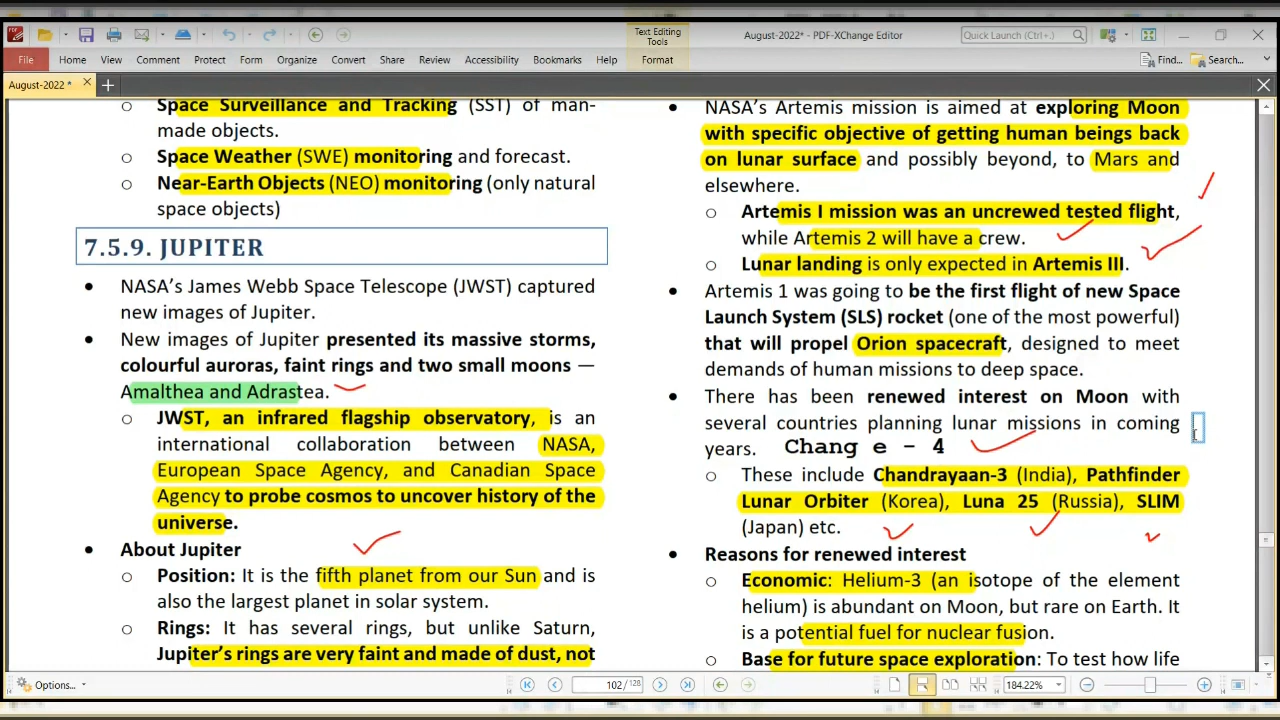 Text Editing
Tools
August-2022* - PDF-XChange Editor
Quick Launch (Ctrl+.)
File
Home
View
Comment
Protect
Form
Organize
Convert
Share
Review
Accessibility
Bookmarks
Help
Format
Find...
Search...
August-2022 *
Space Surveillance and Tracking (SST) of man-
made objects.
Space Weather (SWE) monitoring and forecast.
Near-Earth Objects (NEO) monitoring (only natural
space objects)
7.5.9. JUPITER
NASA's James Webb Space Telescope (JWST) captured
new images of Jupiter.
New images of Jupiter presented its massive storms,
colourful auroras, faint rings and two small moons —
Amalthea and Adrastea.
JWST, an infrared flagship observatory, is an
international collaboration between NASA,
European Space Agency, and Canadian Space
Agency to probe cosmos to uncover history of the
universe.
About Jupiter
Position: It is the fifth planet from our Sun and is
also the largest planet in solar system.
Rings: It has several rings, but unlike Saturn,
Jupiter's rings are very faint and made of dust, not
NASA's Artemis mission is aimed at exploring Moon
with specific objective of getting human beings back
on lunar surface and possibly beyond, to Mars and
elsewhere.
Artemis I mission was an uncrewed tested flight,
while Artemis 2 will have a crew.
Lunar landing is only expected in Artemis III.
Artemis 1 was going to be the first flight of new Space
Launch System (SLS) rocket (one of the most powerful)
that will propel Orion spacecraft, designed to meet
demands of human missions to deep space.
There has been renewed interest on Moon with
several countries planning lunar missions in coming
years. Chang e - 4
These include Chandrayaan-3 (India), Pathfinder
Lunar Orbiter (Korea), Luna 25 (Russia), SLIM
(Japan) etc.
Reasons for renewed interest
Economic: Helium-3 (an isotope of the element
helium) is abundant on Moon, but rare on Earth. It
is a potential fuel for nuclear fusion.
Base for future space exploration: To test how life
Options...
102 / 128
184.22%